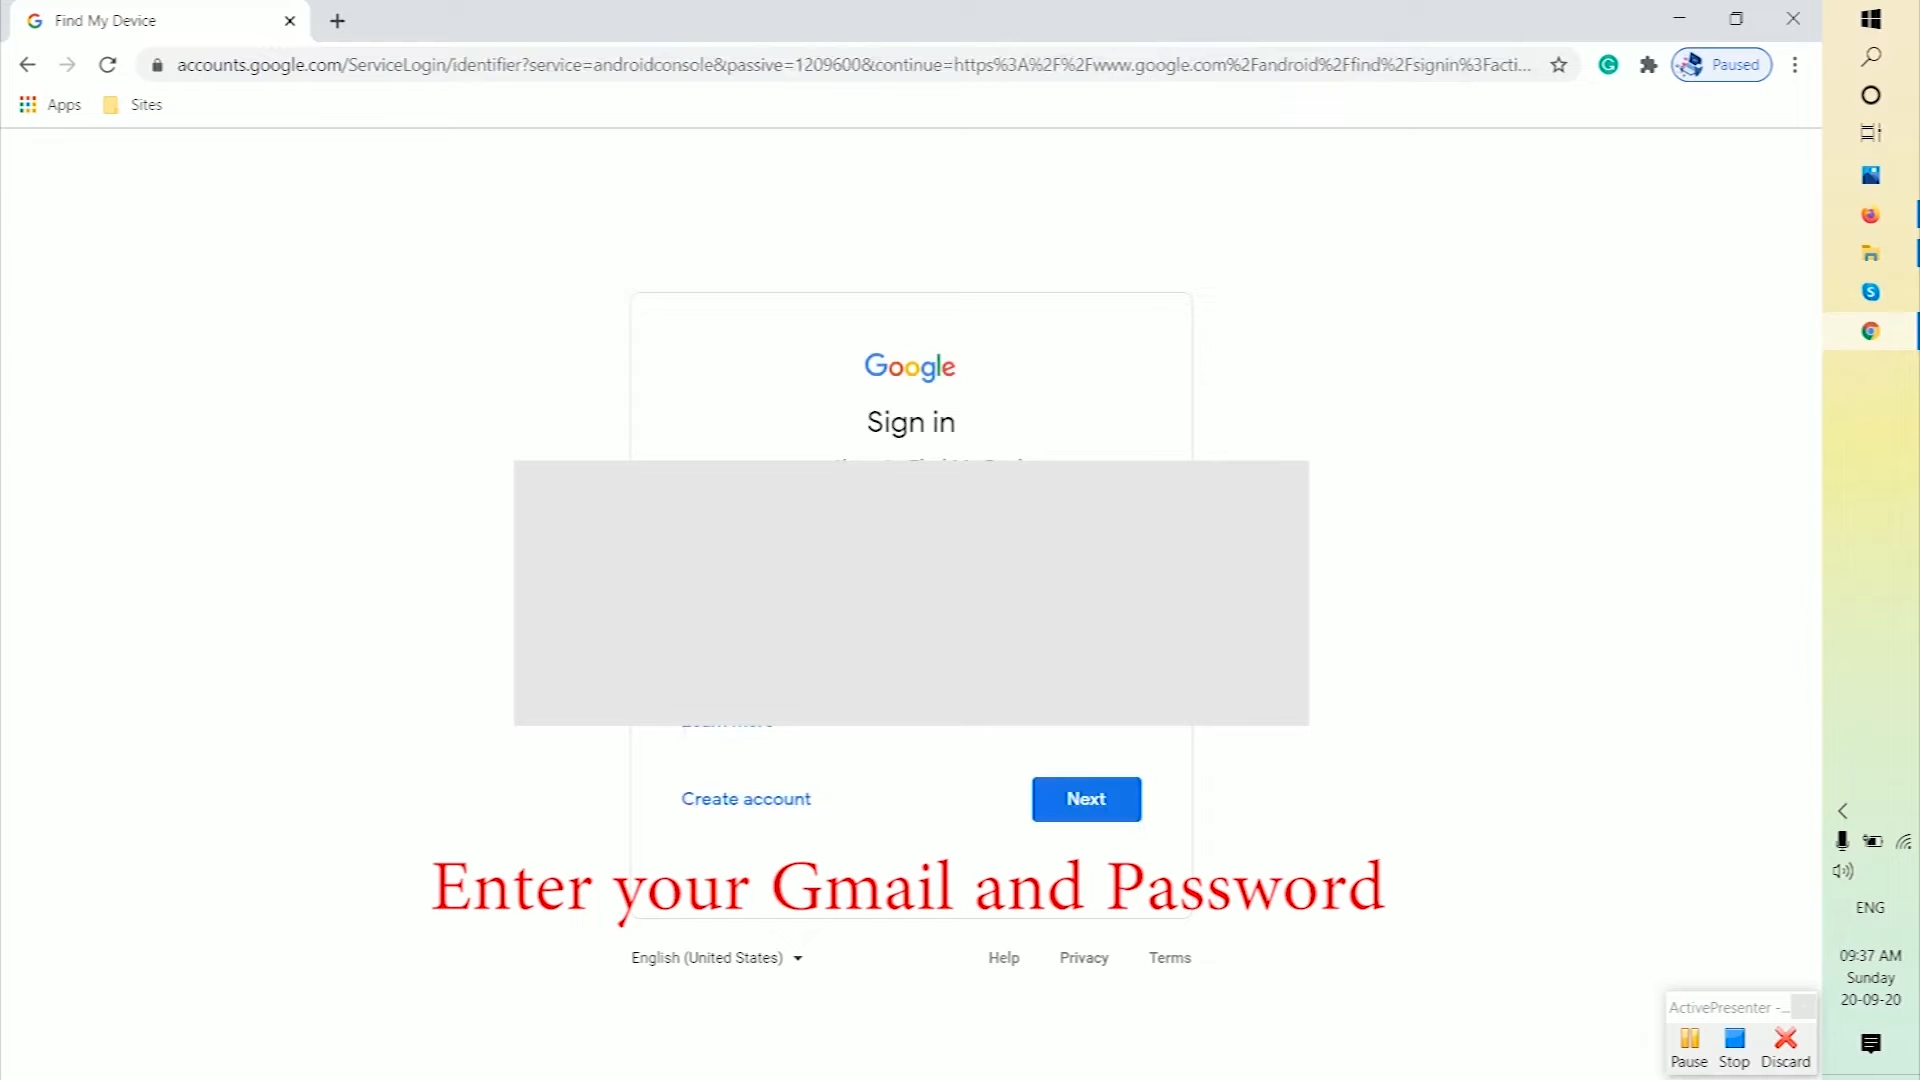 Find My Device
accounts.google.com/ServiceLogin/identifier?service=androidconsole&passive=1209600&continue=https%3A%2F%2Fwww.google.com%2Fandroid%2Ffind%2Fsignin%3Facti...
Paused
Apps
Sites
Google
Sign in
Create account
Next
Enter your Gmail and Password
English (United States)
Help
Privacy
Terms
ENG
09:37 AM
Sunday
20-09-20
ActivePresenter -...
Pause
Stop
Discard